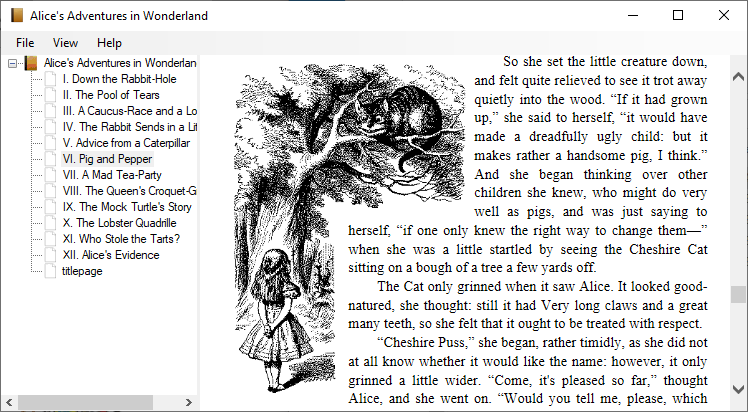 Alice's Adventures in Wonderland
File View Help
Alice's Adventures in Wonderlan
I. Down the Rabbit-Hole
II. The Pool of Tears
III. A Caucus-Race and a Lo
IV. The Rabbit Sends in a Lit
V. Advice from a Caterpillar
VI. Pig and Pepper
VII. A Mad Tea-Party
VIII. The Queen's Croquet-G
IX. The Mock Turtle's Story
X. The Lobster Quadrille
XI. Who Stole the Tarts?
XII. Alice's Evidence
titlepage
So she set the little creature down,
and felt quite relieved to see it trot away
quietly into the wood. “If it had grown
up,” she said to herself, “it would have
made a dreadfully ugly child: but it
makes rather a handsome pig, I think.”
And she began thinking over other
children she knew, who might do very
well as pigs, and was just saying to
herself, “if one only knew the right way to change them—”
when she was a little startled by seeing the Cheshire Cat
sitting on a bough of a tree a few yards off.
The Cat only grinned when it saw Alice. It looked good-
natured, she thought: still it had Very long claws and a great
many teeth, so she felt that it ought to be treated with respect.
“Cheshire Puss,” she began, rather timidly, as she did not
at all know whether it would like the name: however, it only
grinned a little wider. “Come, it's pleased so far,” thought
Alice, and she went on. “Would you tell me, please, which